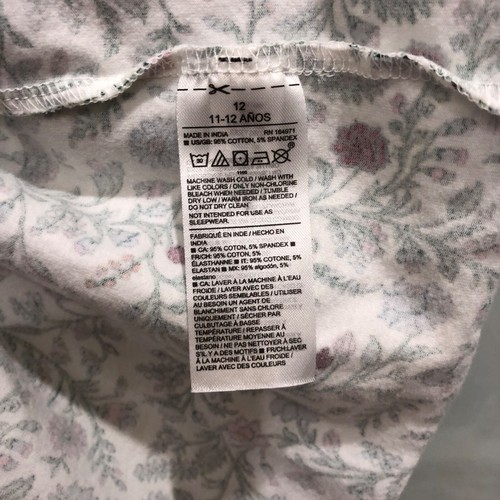 12
11-12 AÑOS
MADE IN INDIA RN 164971
■ US/GB: 95% COTTON, 5% SPANDEX
MACHINE WASH COLD / WASH WITH
LIKE COLORS / ONLY NON-CHLORINE
BLEACH WHEN NEEDED / TUMBLE
DRY LOW / WARM IRON AS NEEDED /
DO NOT DRY CLEAN
NOT INTENDED FOR USE AS
SLEEPWEAR.
FABRIQUÉ EN INDE / HECHO EN
INDIA
■ CA: 95% COTON, 5% SPANDEX ■
FR/CH: 95% COTON, 5%
ÉLASTHANNE ■ IT: 95% COTONE, 5%
ELASTAN ■ MX: 95% algodón, 5%
elastano
■ CA: LAVER À LA MACHINE À L'EAU
FROIDE / LAVER AVEC DES
COULEURS SEMBLABLES / UTILISER
AU BESOIN UN AGENT DE
BLANCHIMENT SANS CHLORE
UNIQUEMENT / SÉCHER PAR
CULBUTAGE À BASSE
TEMPÉRATURE / REPASSER À
TEMPÉRATURE MOYENNE AU
BESOIN / NE PAS NETTOYER À SEC
S'IL Y A DES MOTIFS ■ FR/CH:LAVER
À LA MACHINE À L'EAU FROIDE /
LAVER AVEC DES COULEURS